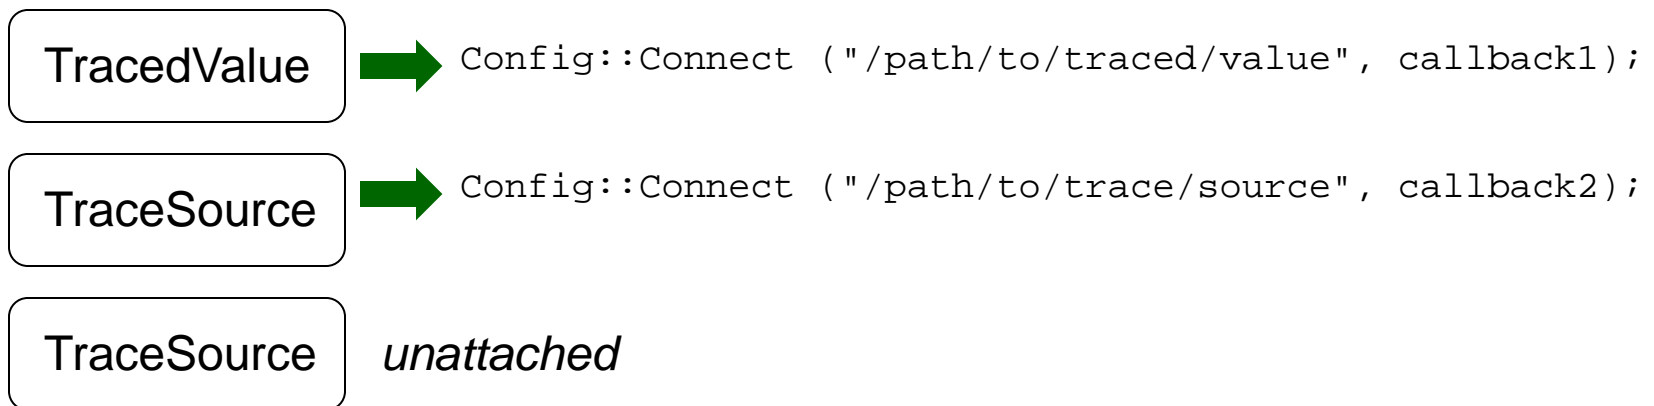 TracedValue Config::Connect ("/path/to/traced/value", callback1);
TraceSource Config::Connect ("/path/to/trace/source", callback2);
TraceSource unattached